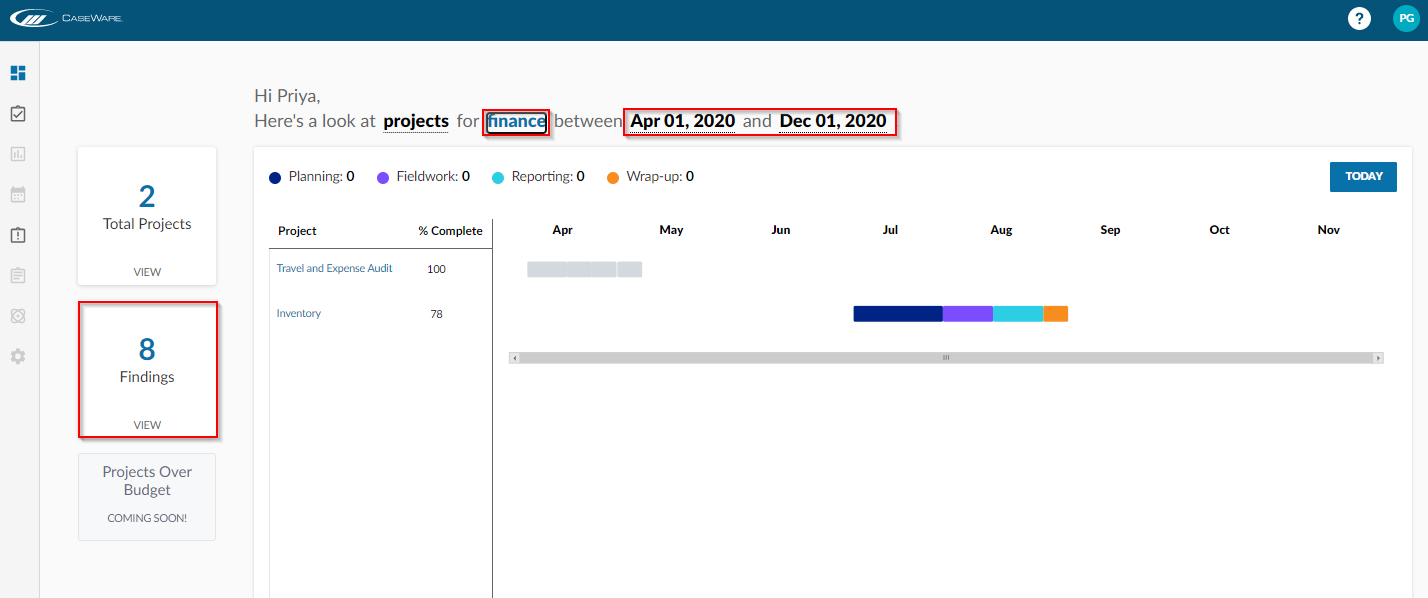 CASEWARE
?
PG
Hi Priya,
Here's a look at projects for finance between Apr 01, 2020 and Dec 01, 2020
2
Total Projects
VIEW
8
Findings
VIEW
Projects Over
Budget
COMING SOON!
Planning: 0 Fieldwork: 0 Reporting: 0 Wrap-up: 0
TODAY
Project % Complete Apr May Jun Jul Aug Sep Oct Nov
Travel and Expense Audit 100
Inventory 78